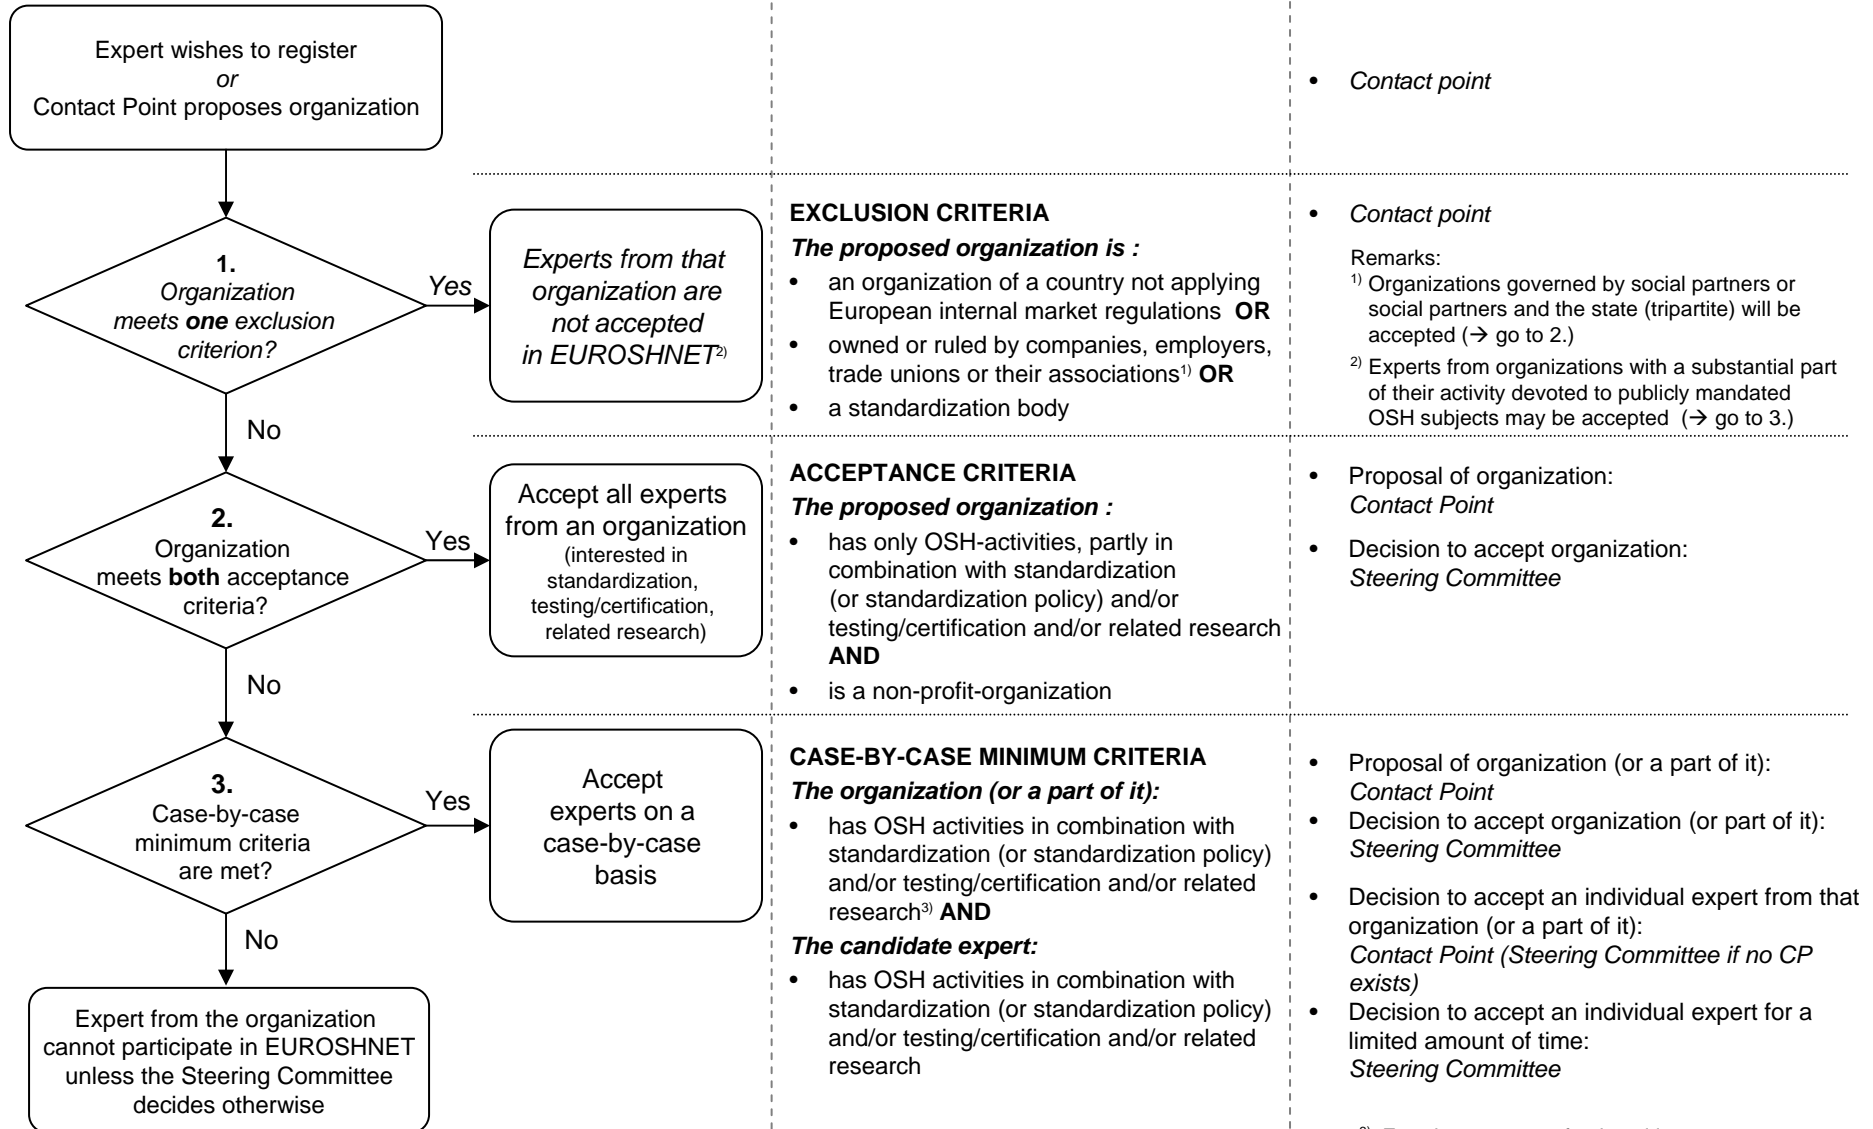 Expert wishes to register
or
Contact Point proposes organization
• Contact point
1.
Organization
meets one exclusion
criterion?
Yes
No
Experts from that
organization are
not accepted
in EUROSHNET2)
EXCLUSION CRITERIA
The proposed organization is :
• an organization of a country not applying
European internal market regulations OR
• owned or ruled by companies, employers,
trade unions or their associations1) OR
• a standardization body
• Contact point
Remarks:
1) Organizations governed by social partners or
social partners and the state (tripartite) will be
accepted (→ go to 2.)
2) Experts from organizations with a substantial part
of their activity devoted to publicly mandated
OSH subjects may be accepted (→ go to 3.)
2.
Organization
meets both acceptance
criteria?
Yes
No
Accept all experts
from an organization
(interested in
standardization,
testing/certification,
related research)
ACCEPTANCE CRITERIA
The proposed organization :
• has only OSH-activities, partly in
combination with standardization
(or standardization policy) and/or
testing/certification and/or related research
AND
• is a non-profit-organization
• Proposal of organization:
Contact Point
• Decision to accept organization:
Steering Committee
3.
Case-by-case
minimum criteria
are met?
Yes
No
Accept
experts on a
case-by-case
basis
CASE-BY-CASE MINIMUM CRITERIA
The organization (or a part of it):
• has OSH activities in combination with
standardization (or standardization policy)
and/or testing/certification and/or related
research3) AND
The candidate expert:
• has OSH activities in combination with
standardization (or standardization policy)
and/or testing/certification and/or related
research
• Proposal of organization (or a part of it):
Contact Point
• Decision to accept organization (or part of it):
Steering Committee
• Decision to accept an individual expert from that
organization (or a part of it):
Contact Point (Steering Committee if no CP
exists)
• Decision to accept an individual expert for a
limited amount of time:
Steering Committee
Expert from the organization
cannot participate in EUROSHNET
unless the Steering Committee
decides otherwise